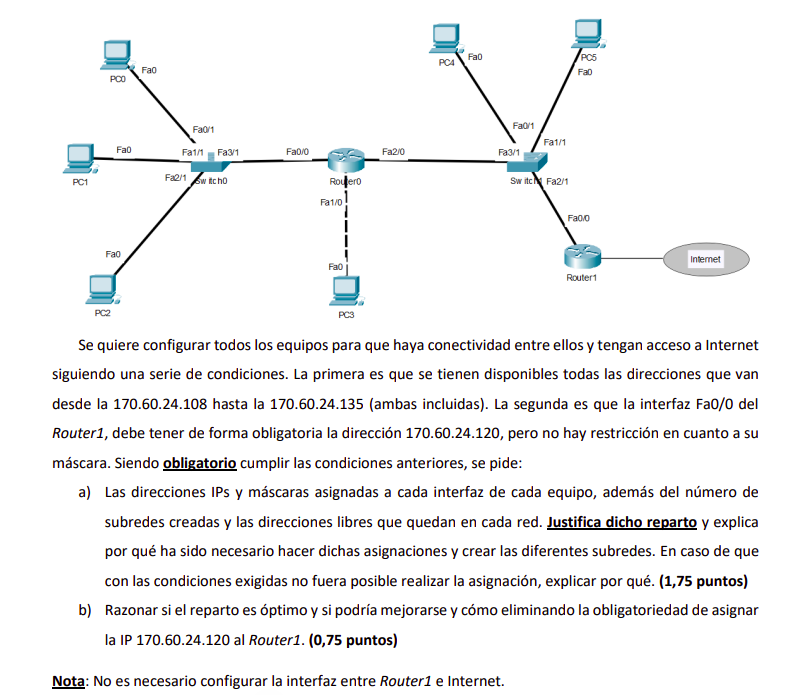 PC4
Fa0
PC5
Fa0
PC0
Fa0
Fa0/1
Fa0/1
Fa1/1
Fa0
Fa1/1
Fa3/1
Fa0/0
Fa2/0
Fa3/1
PC1
Fa2/1
Switch0
Router0
Fa2/1
Fa1/0
Fa0/0
Fa0
Fa0
Internet
Router1
PC2
PC3
Se quiere configurar todos los equipos para que haya conectividad entre ellos y tengan acceso a Internet
siguiendo una serie de condiciones. La primera es que se tienen disponibles todas las direcciones que van
desde la 170.60.24.108 hasta la 170.60.24.135 (ambas incluidas). La segunda es que la interfaz Fa0/0 del
Router1, debe tener de forma obligatoria la dirección 170.60.24.120, pero no hay restricción en cuanto a su
máscara. Siendo obligatorio cumplir las condiciones anteriores, se pide:
a) Las direcciones IPs y máscaras asignadas a cada interfaz de cada equipo, además del número de
subredes creadas y las direcciones libres que quedan en cada red. Justifica dicho reparto y explica
por qué ha sido necesario hacer dichas asignaciones y crear las diferentes subredes. En caso de que
con las condiciones exigidas no fuera posible realizar la asignación, explicar por qué. (1,75 puntos)
b) Razonar si el reparto es óptimo y si podría mejorarse y cómo eliminando la obligatoriedad de asignar
la IP 170.60.24.120 al Router1. (0,75 puntos)
Nota: No es necesario configurar la interfaz entre Router1 e Internet.